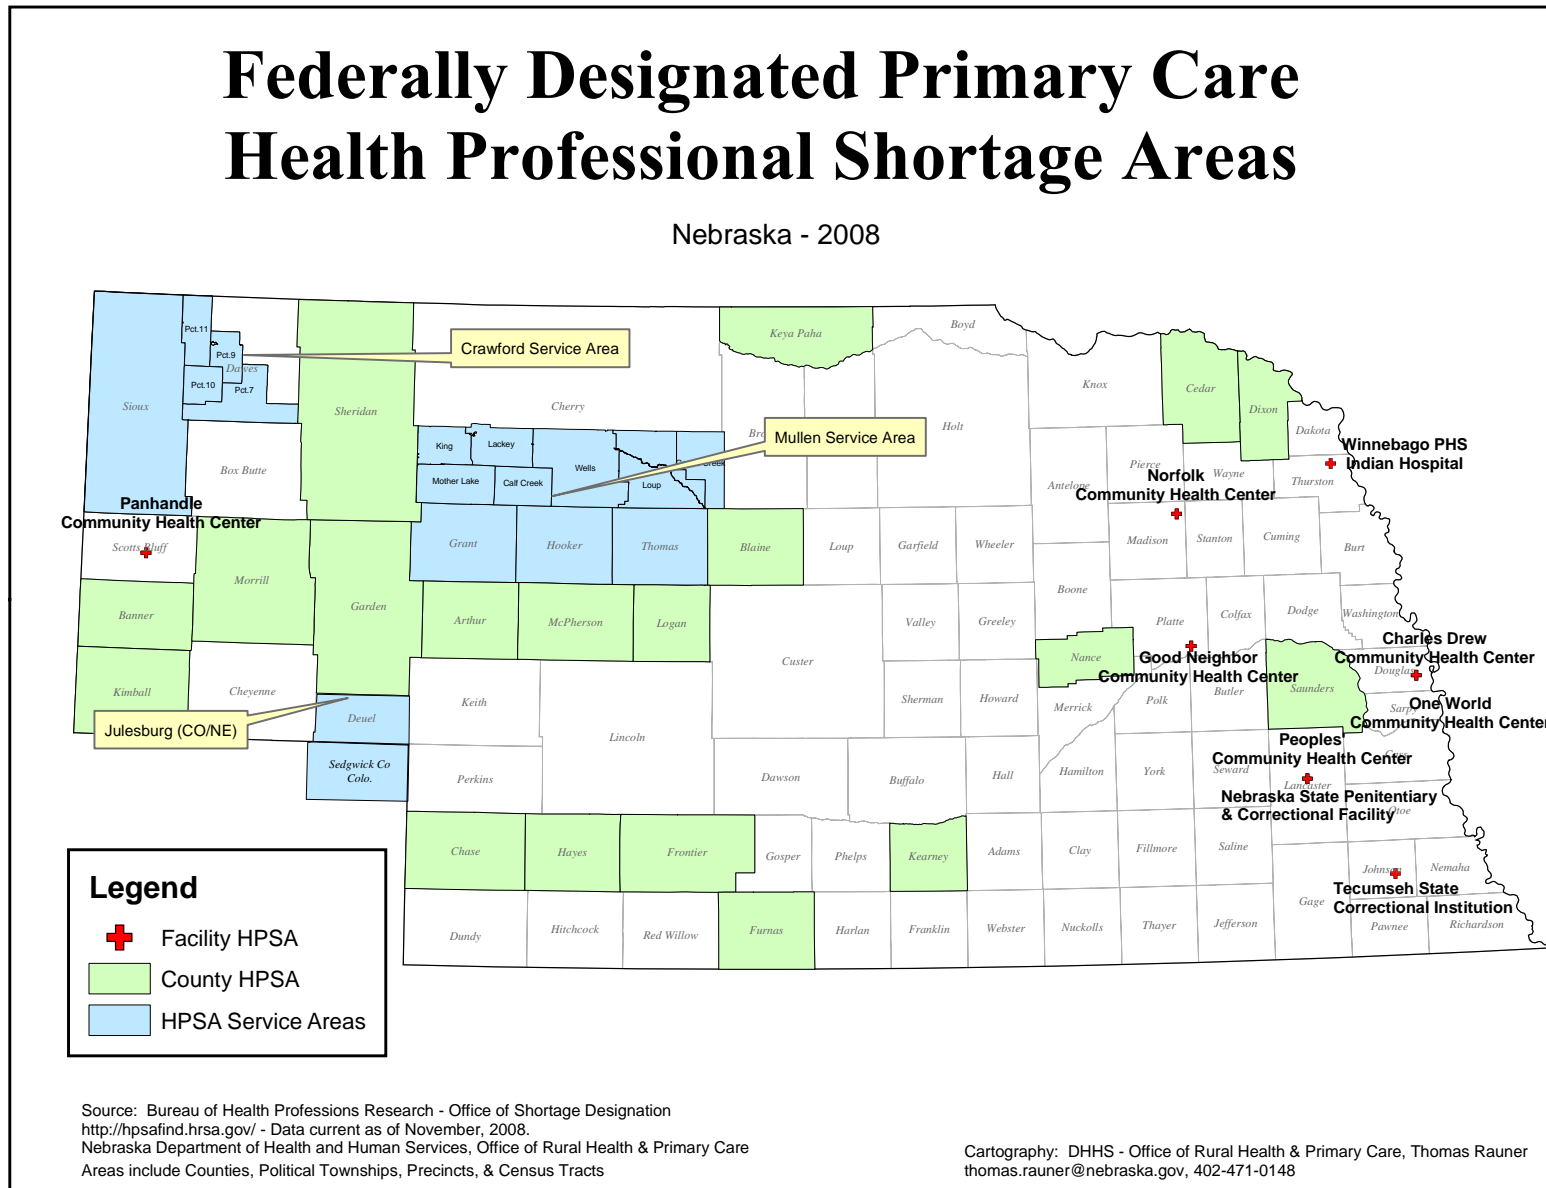 Federally Designated Primary Care
Health Professional Shortage Areas
Nebraska - 2008
Pct.11
Pct.9
Dawes
Pct.10
Pct.7
Sioux
Sheridan
Box Butte
Crawford Service Area
Cherry
Keya Paha
Boyd
Holt
Knox
Cedar
Dixon
Dakota
Winnebago PHS
Indian Hospital
Thurston
Mullen Service Area
King
Lackey
Wells
Mother Lake
Calf Creek
Loup
Pierce
Wayne
Antelope
Norfolk
Community Health Center
Panhandle
Community Health Center
Scotts Bluff
Morrill
Banner
Kimball
Cheyenne
Garden
Grant
Hooker
Thomas
Blaine
Loup
Garfield
Wheeler
Madison
Stanton
Cuming
Burt
Boone
Arthur
McPherson
Logan
Valley
Greeley
Platte
Colfax
Dodge
Washington
Charles Drew
Community Health Center
Douglas
Nance
Good Neighbor
Community Health Center
Custer
Sherman
Howard
Merrick
Polk
Butler
Saunders
Sarpy
One World
Community Health Center
Keith
Lincoln
Deuel
Julesburg (CO/NE)
Sedgwick Co
Colo.
Perkins
Dawson
Buffalo
Hall
Hamilton
York
Seward
Peoples'
Community Health Center
Lancaster
Cass
Nebraska State Penitentiary
& Correctional Facility
Otoe
Chase
Hayes
Frontier
Gosper
Phelps
Kearney
Adams
Clay
Fillmore
Saline
Johnson
Nemaha
Tecumseh State
Correctional Institution
Gage
Pawnee
Richardson
Dundy
Hitchcock
Red Willow
Furnas
Harlan
Franklin
Webster
Nuckolls
Thayer
Jefferson
Legend
Facility HPSA
County HPSA
HPSA Service Areas
Source: Bureau of Health Professions Research - Office of Shortage Designation
http://hpsafind.hrsa.gov/ - Data current as of November, 2008.
Nebraska Department of Health and Human Services, Office of Rural Health & Primary Care
Areas include Counties, Political Townships, Precincts, & Census Tracts
Cartography: DHHS - Office of Rural Health & Primary Care, Thomas Rauner
thomas.rauner@nebraska.gov, 402-471-0148